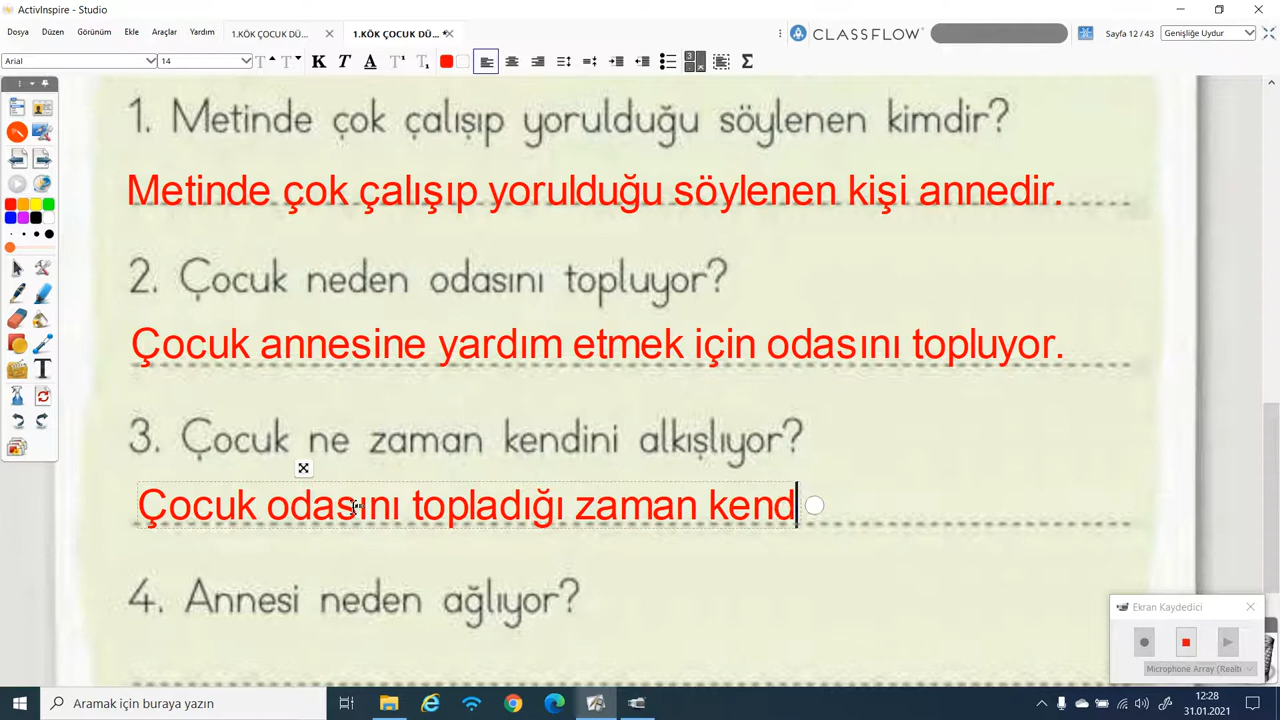 ActivInspire - Studio
Dosya Düzen Görünüm Ekle Araçlar Yardım
1.KÖK ÇOCUK DÜ...
1.KÖK ÇOCUK DÜ...
CLASSFLOW
Sayfa 12 / 43
Genişliğe Uydur
Arial 14 K T A
1. Metinde çok çalışıp yorulduğu söylenen kimdir?
Metinde çok çalışıp yorulduğu söylenen kişi annedir.
2. Çocuk neden odasını topluyor?
Çocuk annesine yardım etmek için odasını topluyor.
3. Çocuk ne zaman kendini alkışlıyor?
Çocuk odasını topladığı zaman kend
4. Annesi neden ağlıyor?
Ekran Kaydedici
Microphone Array (Realt
Aramak için buraya yazın
12:28
31.01.2021